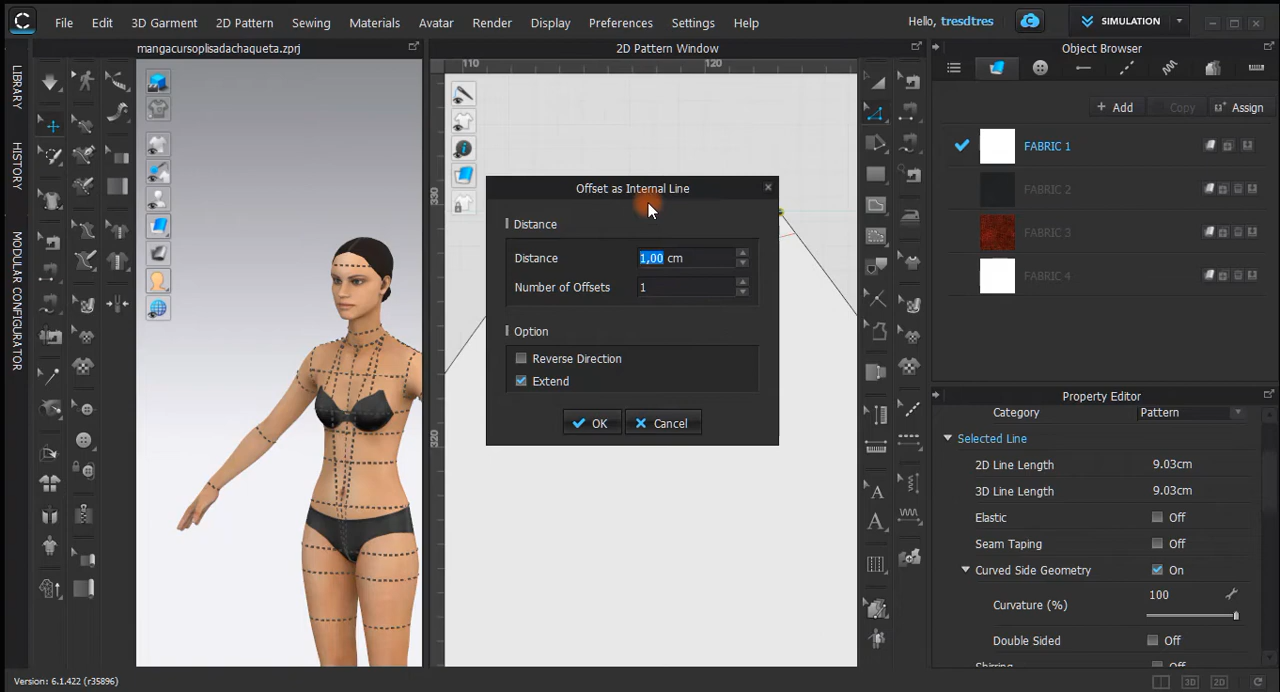 File Edit 3D Garment 2D Pattern Sewing Materials Avatar Render Display Preferences Settings Help
Hello, tresdtres
SIMULATION
mangacursoplisadachaqueta.zprj
2D Pattern Window
Object Browser
LIBRARY
HISTORY
MODULAR CONFIGURATOR
110
120
330
320
Add
Copy
Assign
FABRIC 1
FABRIC 2
FABRIC 3
FABRIC 4
Offset as Internal Line
Distance
Distance 1,00 cm
Number of Offsets 1
Option
Reverse Direction
Extend
OK Cancel
Property Editor
Category Pattern
Selected Line
2D Line Length 9.03cm
3D Line Length 9.03cm
Elastic Off
Seam Taping Off
Curved Side Geometry On
Curvature (%) 100
Double Sided Off
Shirring
Version: 6.1.422 (r35896)
3D 2D